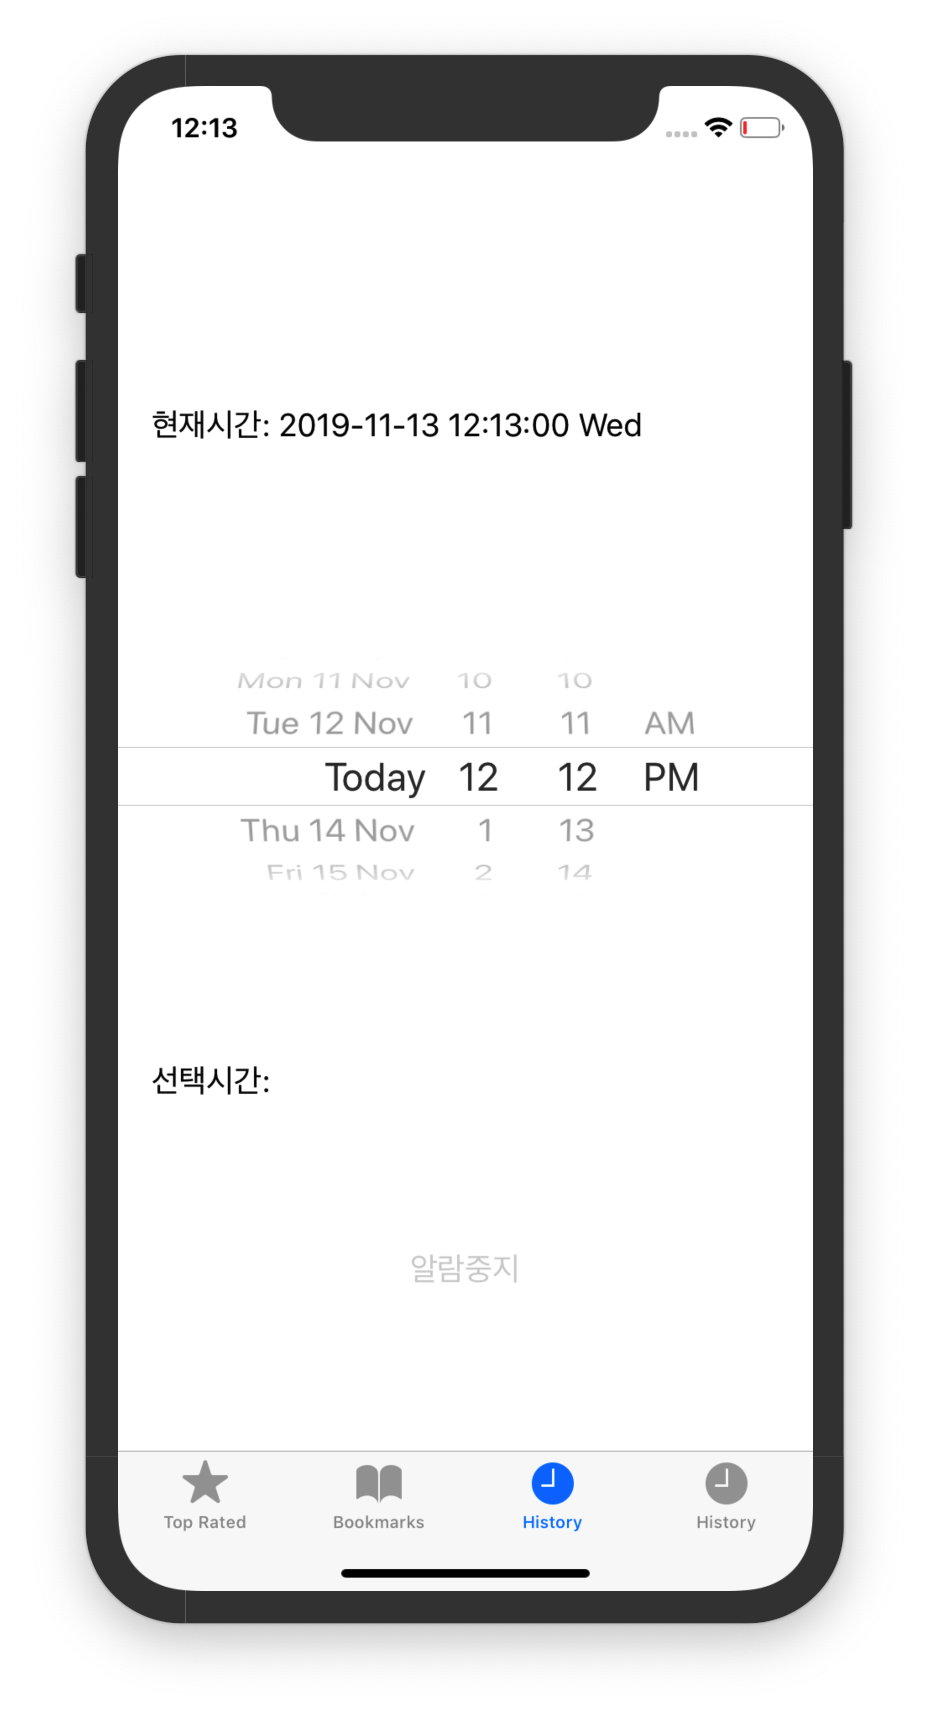 12:13
현재시간: 2019-11-13 12:13:00 Wed
Mon 11 Nov 10 10
Tue 12 Nov 11 11 AM
Today 12 12 PM
Thu 14 Nov 1 13
Fri 15 Nov 2 14
선택시간:
알람중지
Top Rated Bookmarks History History